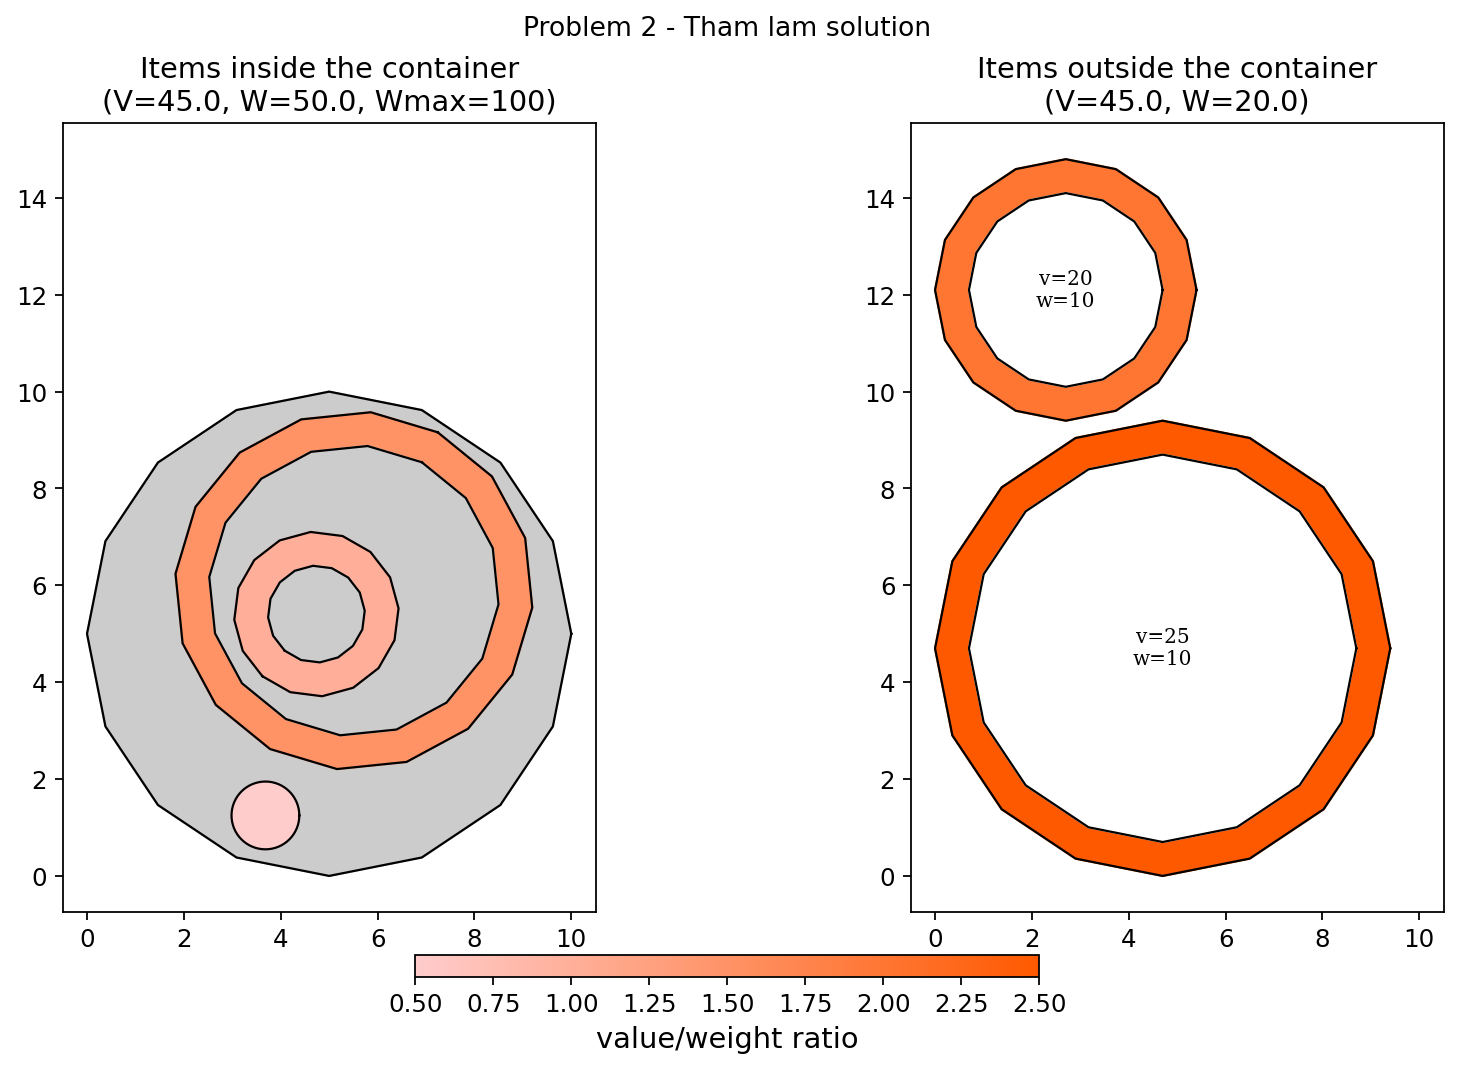 Problem 2 - Tham lam solution
Items inside the container
(V=45.0, W=50.0, Wmax=100)
14
12
10
8
6
4
2
0
0 2 4 6 8 10
Items outside the container
(V=45.0, W=20.0)
14
12
10
8
6
4
2
0
v=20
w=10
v=25
w=10
0 2 4 6 8 10
0.50 0.75 1.00 1.25 1.50 1.75 2.00 2.25 2.50
value/weight ratio